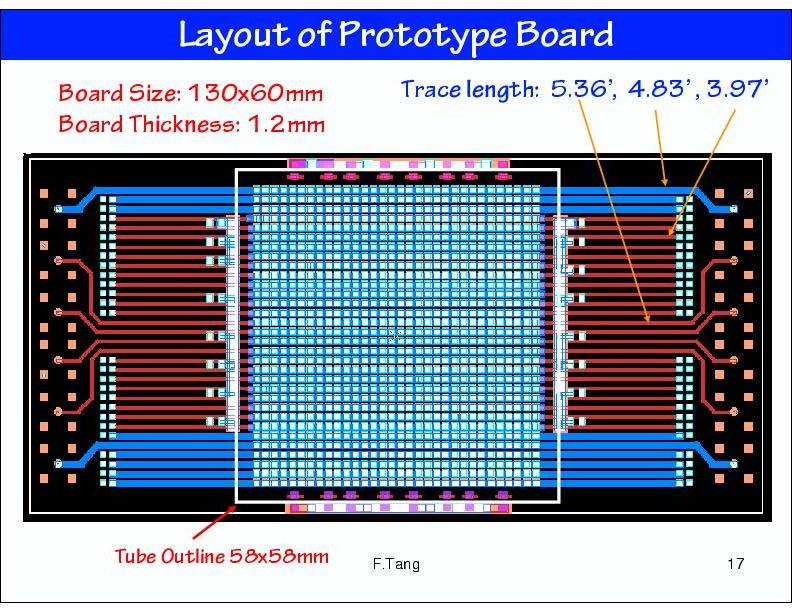 Layout of Prototype Board
Board Size: 130x60mm
Board Thickness: 1.2mm
Trace length: 5.36', 4.83', 3.97'
Tube Outline 58x58mm
F.Tang
17